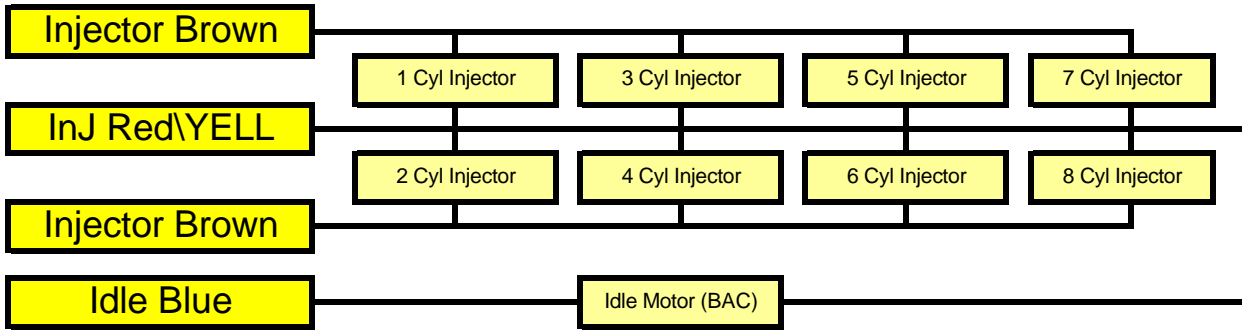 Injector Brown
1 Cyl Injector
3 Cyl Injector
5 Cyl Injector
7 Cyl Injector
InJ Red\YELL
2 Cyl Injector
4 Cyl Injector
6 Cyl Injector
8 Cyl Injector
Injector Brown
Idle Blue
Idle Motor (BAC)